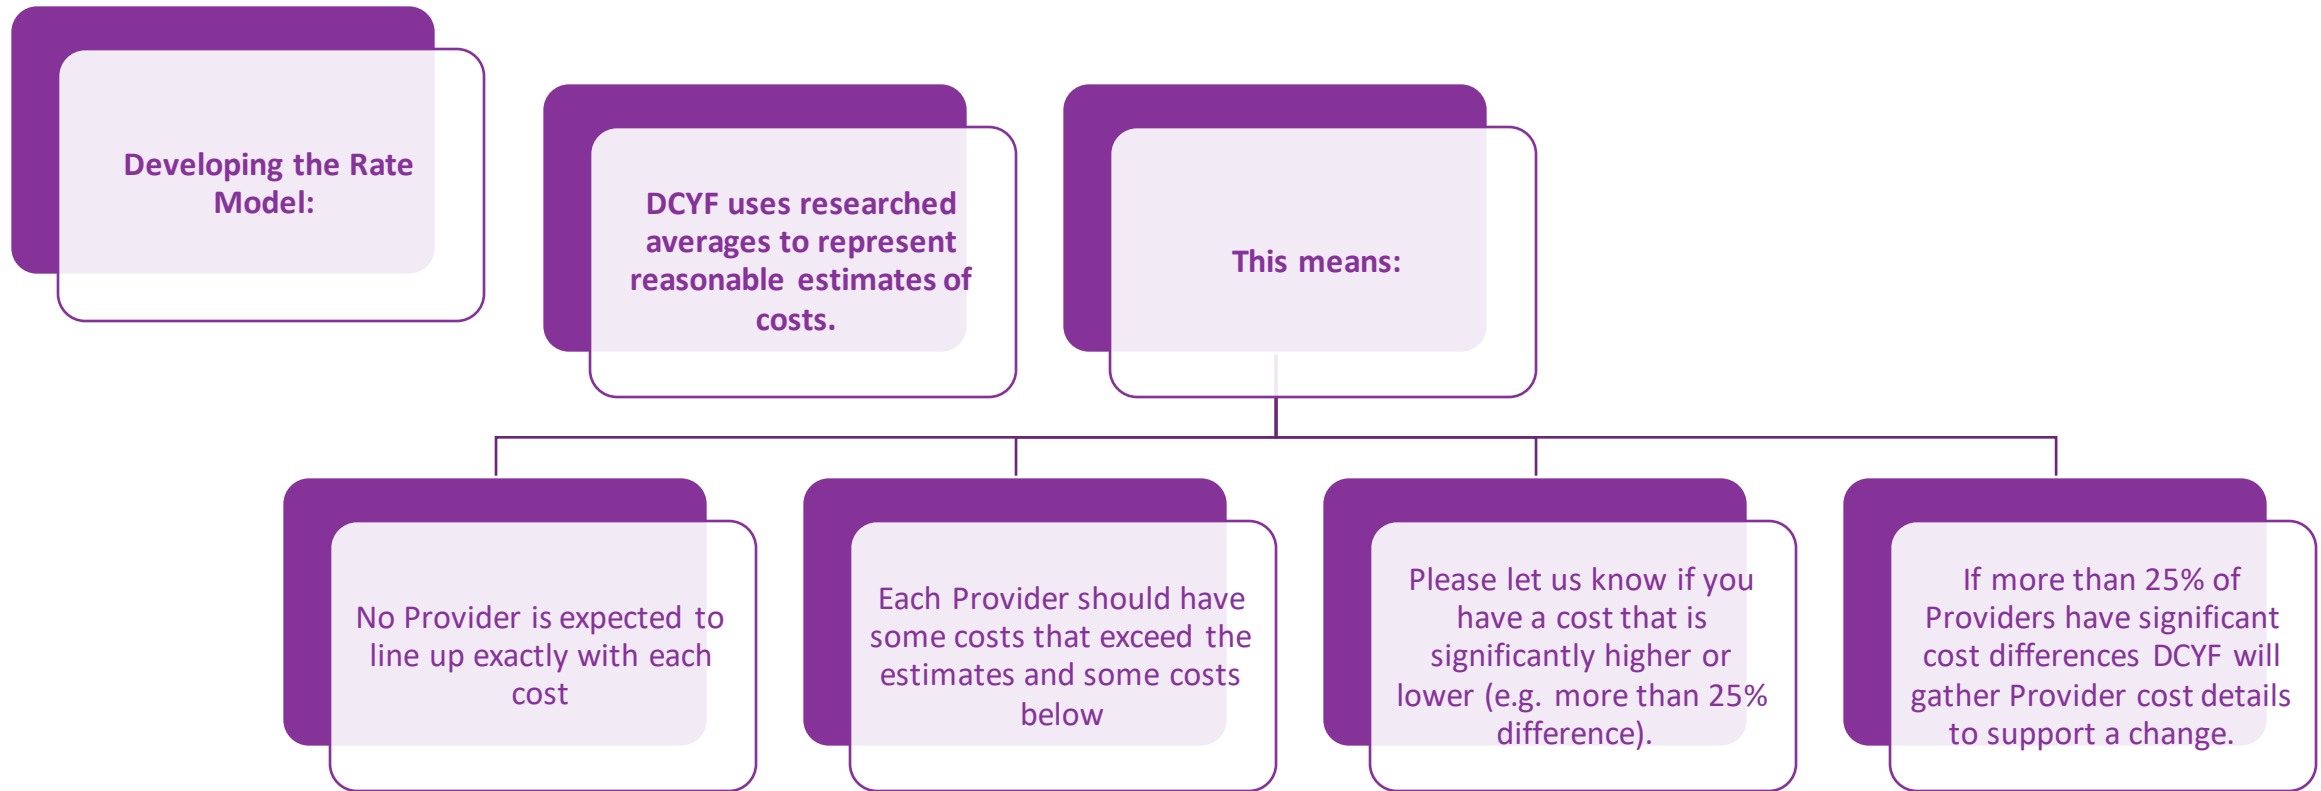 Developing the Rate
Model:
DCYF uses researched
averages to represent
reasonable estimates of
costs.
This means:
No Provider is expected to
line up exactly with each
cost
Each Provider should have
some costs that exceed the
estimates and some costs
below
Please let us know if you
have a cost that is
significantly higher or
lower (e.g. more than 25%
difference).
If more than 25% of
Providers have significant
cost differences DCYF will
gather Provider cost details
to support a change.